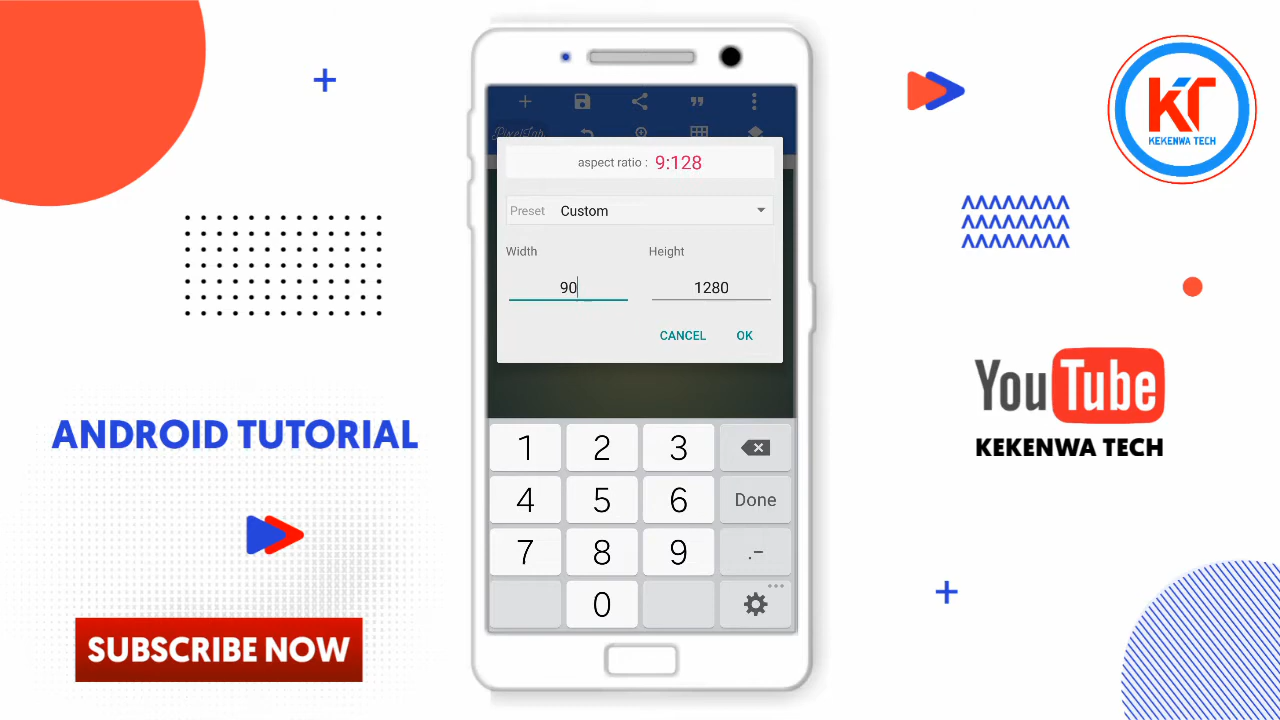 PixelLab
aspect ratio : 9:128
Preset Custom
Width Height
90 1280
CANCEL OK
1 2 3
4 5 6 Done
7 8 9 .-
0
ANDROID TUTORIAL
SUBSCRIBE NOW
KT
KEKENWA TECH
YouTube
KEKENWA TECH